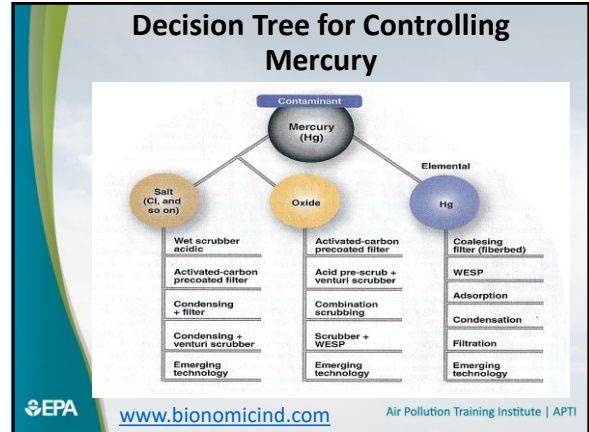 Decision Tree for Controlling
Mercury
Contaminant
Mercury
(Hg)
Elemental
Salt
(Cl, and
so on)
Oxide
Hg
Wet scrubber
acidic
Activated-carbon
precoated filter
Condensing
+ filter
Condensing +
venturi scrubber
Emerging
technology
Activated-carbon
precoated filter
Acid pre-scrub +
venturi scrubber
Combination
scrubbing
Scrubber +
WESP
Emerging
technology
Coalesing
filter (fiberbed)
WESP
Adsorption
Condensation
Filtration
Emerging
technology
EPA
www.bionomicind.com
Air Pollution Training Institute | APTI